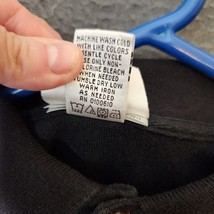 MACHINE WASH COLD
WITH LIKE COLORS
GENTLE CYCLE
USE ONLY NON-
CHLORINE BLEACH
WHEN NEEDED
TUMBLE DRY LOW
WARM IRON
AS NEEDED
RN 0100610